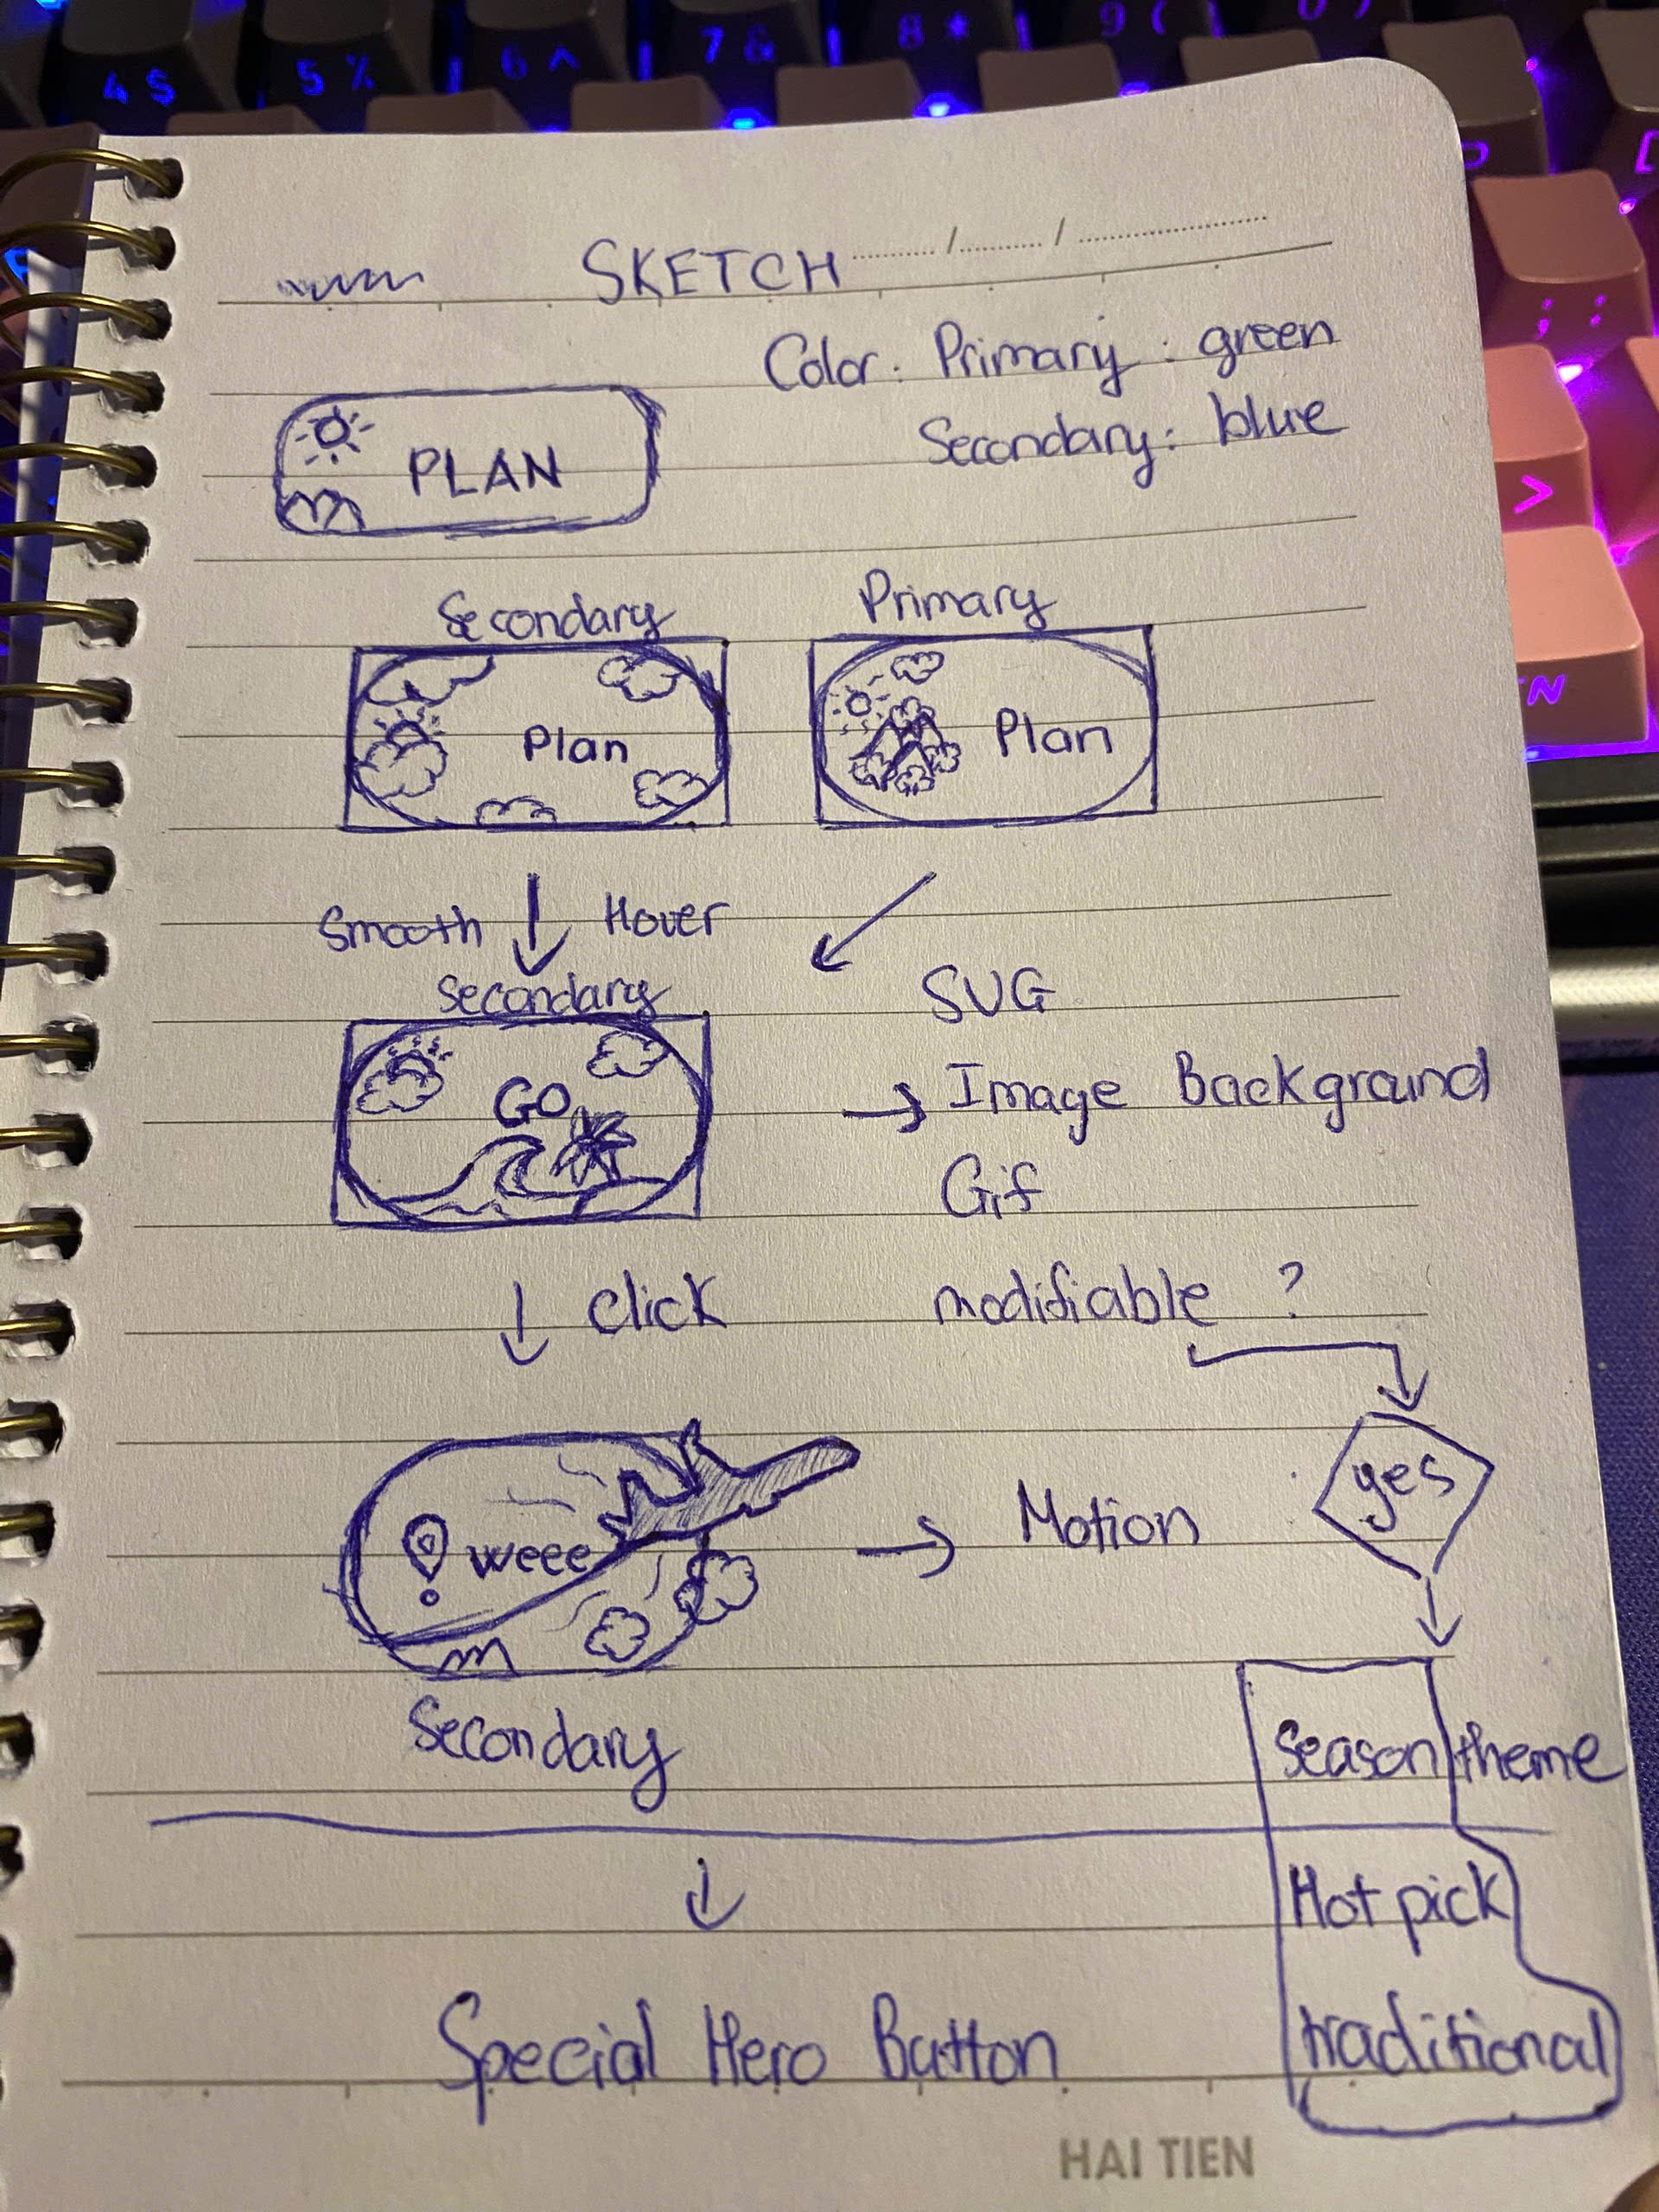 4 $ 5 % 6 ^ 7 & 8 * 9 (
SKETCH
Color: Primary: green
Secondary: blue
PLAN
Secondary Primary
Plan Plan
Smooth Hover
Secondary
SVG
GO
→ Image Background
Gif
↓ Click modifiable ?
yes
weee → Motion
Secondary
Season theme
Hot pick
traditional
Special Hero Button
HAI TIEN